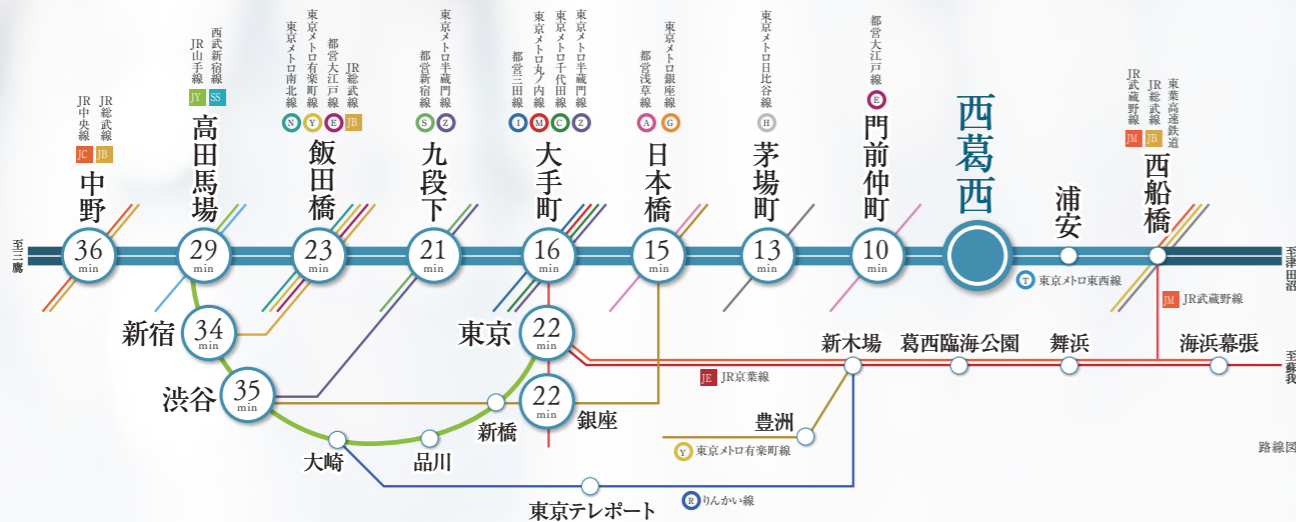 JR中央線
JR総武線
JC
JB
中野
36
min
JR山手線
西武新宿線
JY
SS
高田馬場
29
min
東京メトロ南北線
東京メトロ有楽町線
都営大江戸線
JR総武線
N
Y
E
JB
飯田橋
23
min
都営新宿線
東京メトロ半蔵門線
S
Z
九段下
21
min
都営三田線
東京メトロ丸ノ内線
東京メトロ千代田線
東京メトロ半蔵門線
I
M
C
Z
大手町
16
min
都営浅草線
東京メトロ銀座線
A
G
日本橋
15
min
東京メトロ日比谷線
H
茅場町
13
min
都営大江戸線
E
門前仲町
10
min
西葛西
浦安
JR武蔵野線
JR総武線
東葉高速鉄道
JM
JB
西船橋
至三鷹
至津田沼
T 東京メトロ東西線
JM JR武蔵野線
新宿
34
min
東京
22
min
新木場
葛西臨海公園
舞浜
海浜幕張
至蘇我
JE JR京葉線
渋谷
35
min
22
min
銀座
新橋
豊洲
Y 東京メトロ有楽町線
大崎
品川
路線図
東京テレポート
R りんかい線